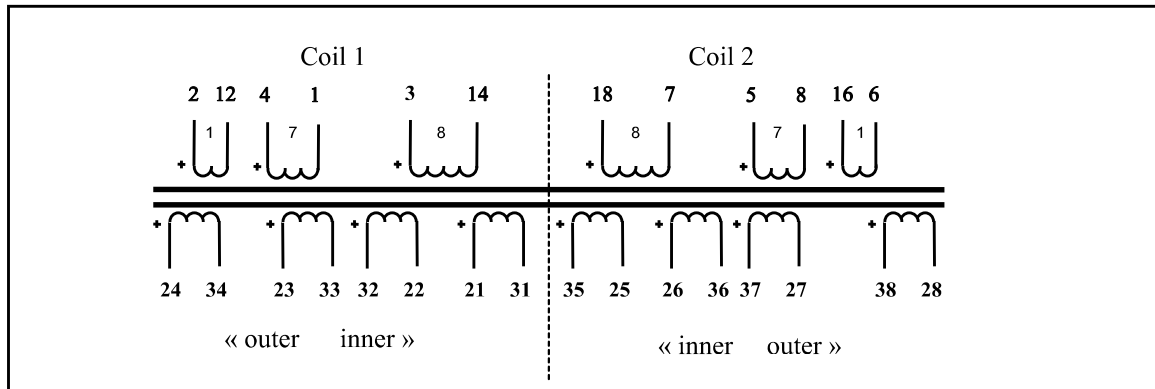 Coil 1 Coil 2
2 12 4 1 3 14 18 7 5 8 16 6
1 7 8 8 7 1
+ + + + + +
+ + + + + + + +
24 34 23 33 32 22 21 31 35 25 26 36 37 27 38 28
« outer inner » « inner outer »